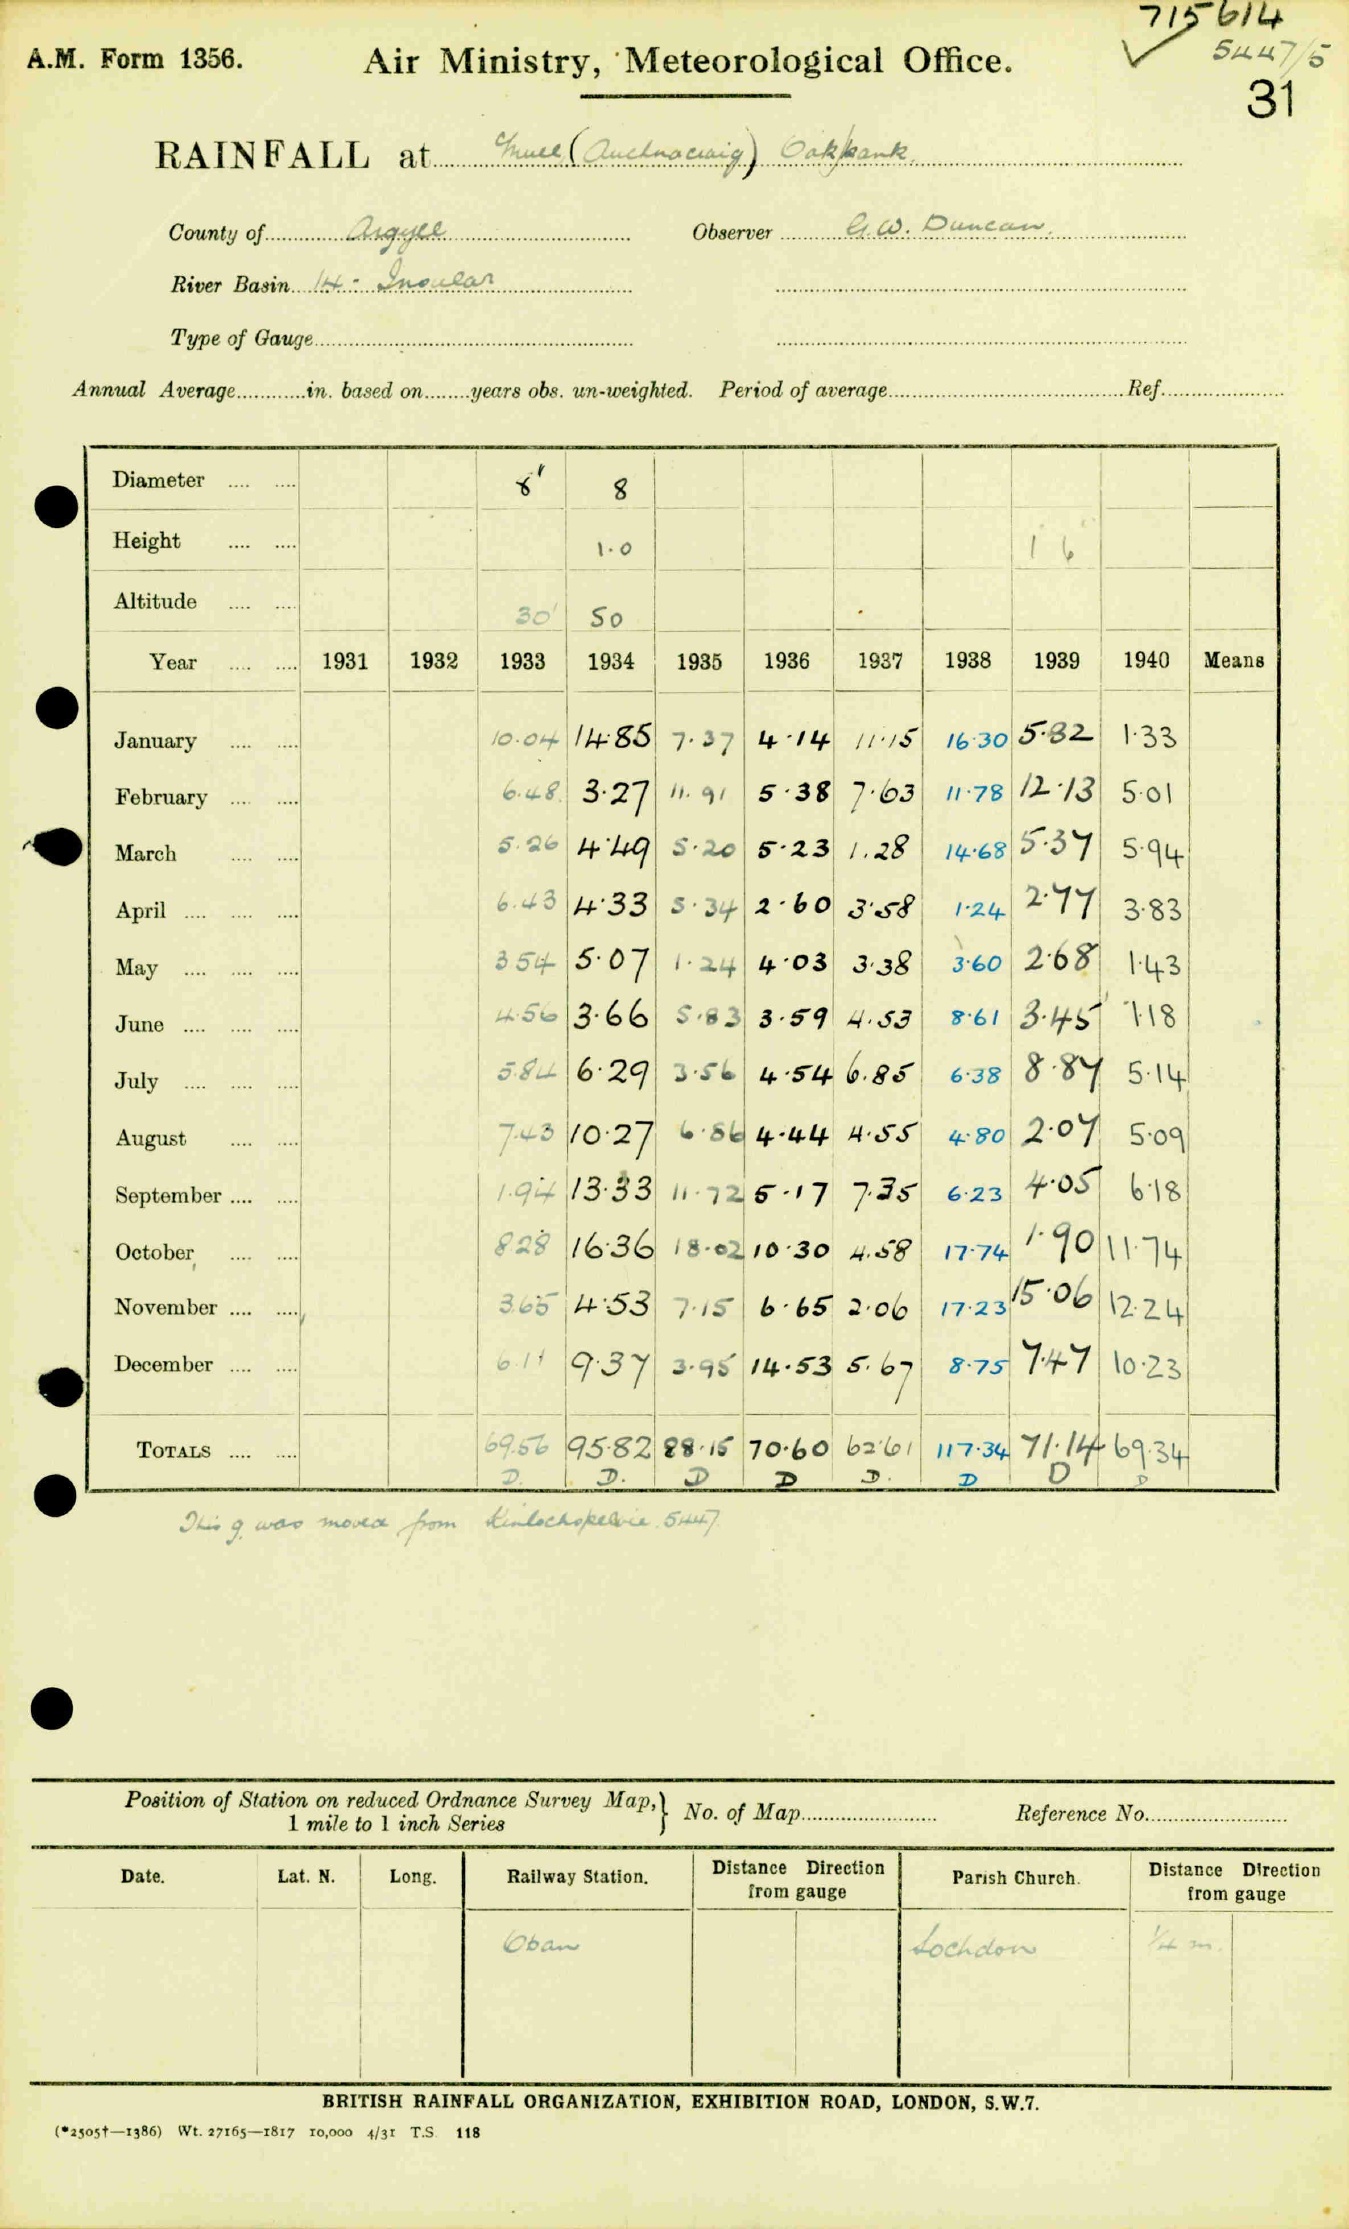 715614
5447/5
31
A.M. Form 1356.
Air Ministry, Meteorological Office.
RAINFALL at Mull (Auchnacraig) Oakbank.
County of Argyll Observer G.W. Duncan.
River Basin 14 - Insular
Type of Gauge
Annual Average in. based on years obs. un-weighted. Period of average Ref.
Diameter 8" 8
Height 1.0 1' 6"
Altitude 30' 50
Year 1931 1932 1933 1934 1935 1936 1937 1938 1939 1940 Means
January 10.04 14.85 7.37 4.14 11.15 16.30 5.32 1.33
February 6.48 3.27 11.91 5.38 7.63 11.78 12.13 5.01
March 5.26 4.49 5.20 5.23 1.28 14.68 5.37 5.94
April 6.43 4.33 5.34 2.60 3.58 1.24 2.77 3.83
May 3.54 5.07 1.24 4.03 3.38 3.60 2.68 1.43
June 4.56 3.66 5.83 3.59 4.53 8.61 3.45 1.18
July 5.84 6.29 3.56 4.54 6.85 6.38 8.87 5.14
August 7.43 10.27 6.86 4.44 4.55 4.80 2.07 5.09
September 1.94 13.33 11.72 5.17 7.35 6.23 4.05 6.18
October 8.28 16.36 18.02 10.30 4.58 17.74 1.90 11.74
November 3.65 4.53 7.15 6.65 2.06 17.23 15.06 12.24
December 6.11 9.37 3.95 14.53 5.67 8.75 7.47 10.23
TOTALS 69.56 95.82 88.15 70.60 62.61 117.34 71.14 69.34
D. D. D D D. D D D
This g. was moved from Kinlochspelvie 5447
Position of Station on reduced Ordnance Survey Map,} No. of Map Reference No.
1 mile to 1 inch Series
Date. Lat. N. Long. Railway Station. Distance Direction from gauge Parish Church. Distance Direction from gauge
Oban Lochdon ¼ m.
BRITISH RAINFALL ORGANIZATION, EXHIBITION ROAD, LONDON, S.W.7.
(*2505†—1386) Wt. 27165—1817 10,000 4/31 T.S. 118